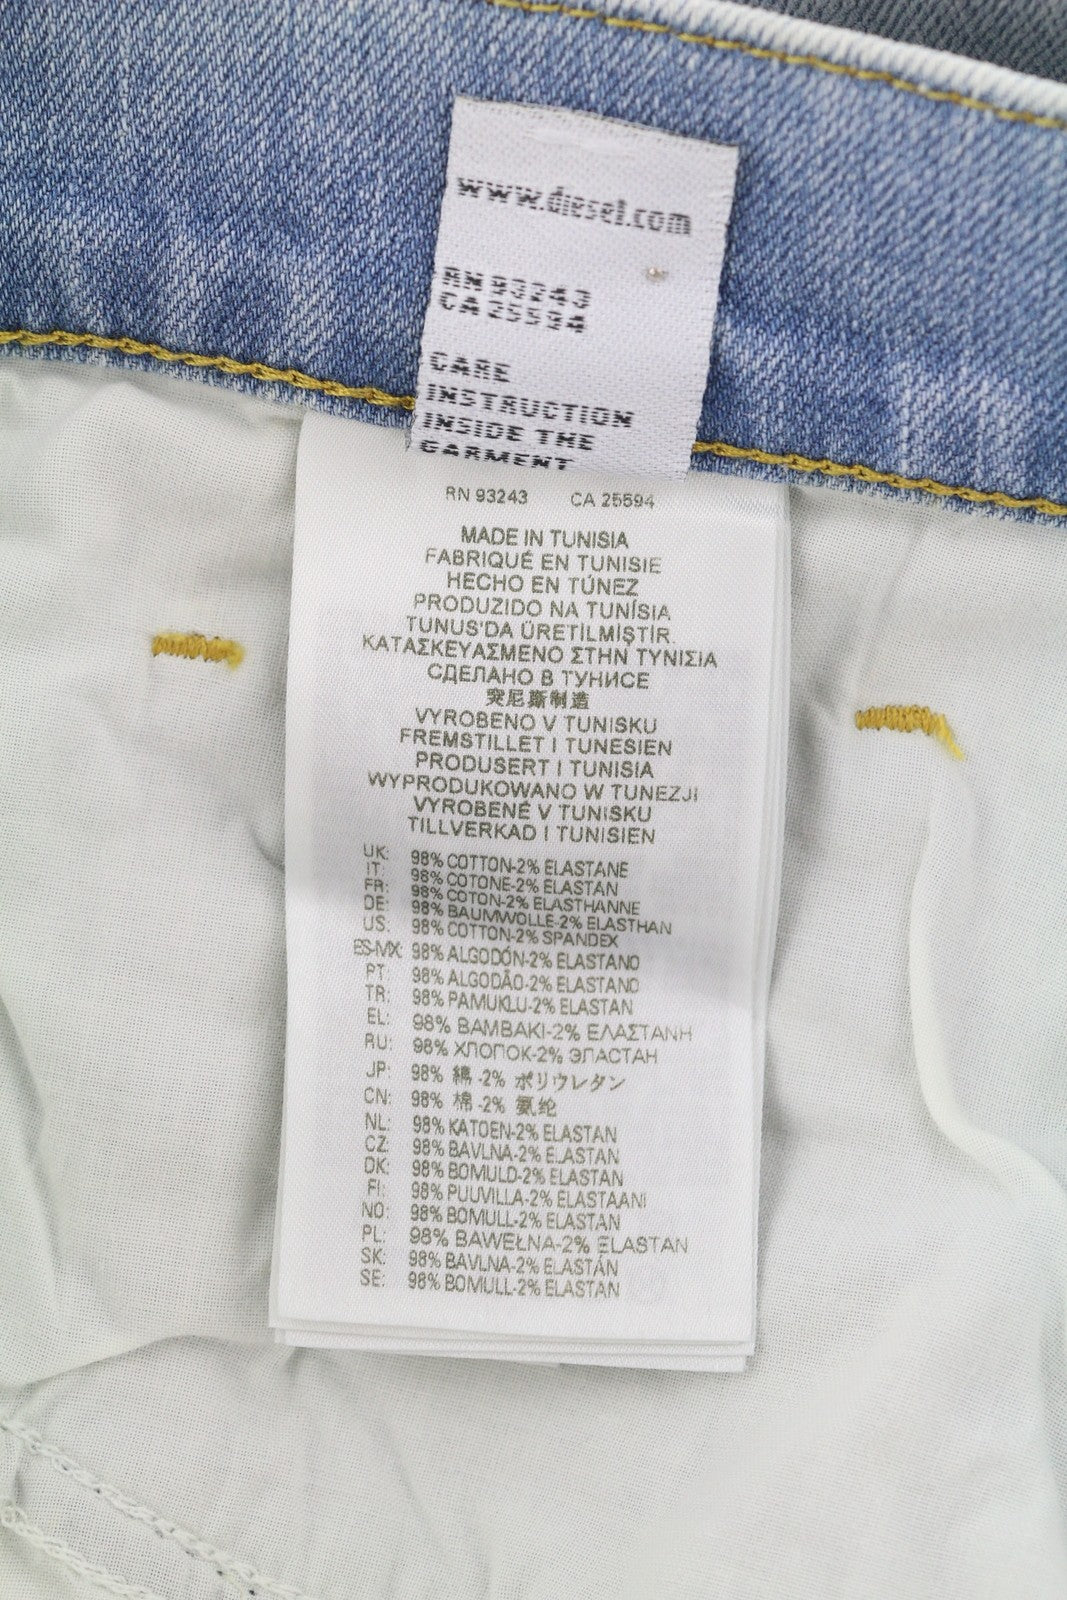 www.diesel.com
RN 93243
CA 25594
CARE
INSTRUCTION
INSIDE THE
GARMENT
RN 93243 CA 25594
MADE IN TUNISIA
FABRIQUÉ EN TUNISIE
HECHO EN TÚNEZ
PRODUZIDO NA TUNÍSIA
TUNUS'DA ÜRETİLMİŞTİR.
ΚΑΤΑΣΚΕΥΑΣΜΕΝΟ ΣΤΗΝ ΤΥΝΙΣΙΑ
СДЕЛАНО В ТУНИСЕ
突尼斯制造
VYROBENO V TUNISKU
FREMSTILLET I TUNESIEN
PRODUSERT I TUNISIA
WYPRODUKOWANO W TUNEZJI
VYROBENÉ V TUNISKU
TILLVERKAD I TUNISIEN
UK: 98% COTTON-2% ELASTANE
IT: 98% COTONE-2% ELASTAN
FR: 98% COTON-2% ELASTHANNE
DE: 98% BAUMWOLLE-2% ELASTHAN
US: 98% COTTON-2% SPANDEX
ES-MX: 98% ALGODÓN-2% ELASTANO
PT: 98% ALGODÃO-2% ELASTANO
TR: 98% PAMUKLU-2% ELASTAN
EL: 98% ΒΑΜΒΑΚΙ-2% ΕΛΑΣΤΑΝΗ
RU: 98% ХЛОПОК-2% ЭЛАСТАН
JP: 98% 綿 -2% ポリウレタン
CN: 98% 棉 -2% 氨纶
NL: 98% KATOEN-2% ELASTAN
CZ: 98% BAVLNA-2% ELASTAN
DK: 98% BOMULD-2% ELASTAN
FI: 98% PUUVILLA-2% ELASTAANI
NO: 98% BOMULL-2% ELASTAN
PL: 98% BAWEŁNA-2% ELASTAN
SK: 98% BAVLNA-2% ELASTÁN
SE: 98% BOMULL-2% ELASTAN